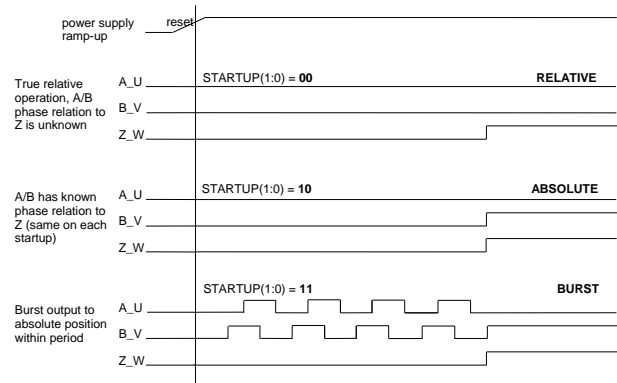 power supply
ramp-up
reset
True relative
operation, A/B
phase relation to
Z is unknown
A_U
B_V
Z_W
STARTUP(1:0) = 00
RELATIVE
A/B has known
phase relation to
Z (same on each
startup)
A_U
B_V
Z_W
STARTUP(1:0) = 10
ABSOLUTE
Burst output to
absolute position
within period
A_U
B_V
Z_W
STARTUP(1:0) = 11
BURST